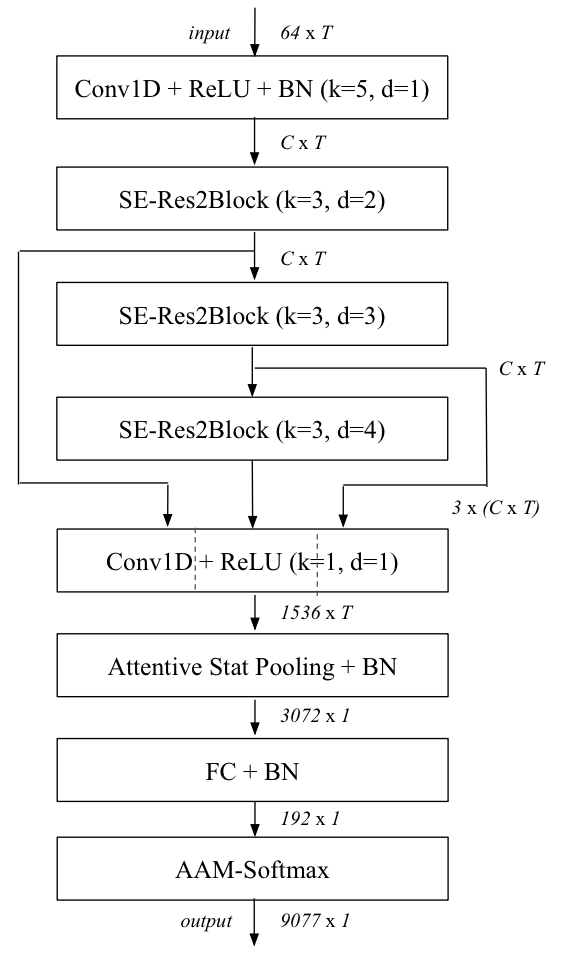 input 64 x T
Conv1D + ReLU + BN (k=5, d=1)
C x T
SE-Res2Block (k=3, d=2)
C x T
SE-Res2Block (k=3, d=3)
C x T
SE-Res2Block (k=3, d=4)
3 x (C x T)
Conv1D + ReLU (k=1, d=1)
1536 x T
Attentive Stat Pooling + BN
3072 x 1
FC + BN
192 x 1
AAM-Softmax
output 9077 x 1